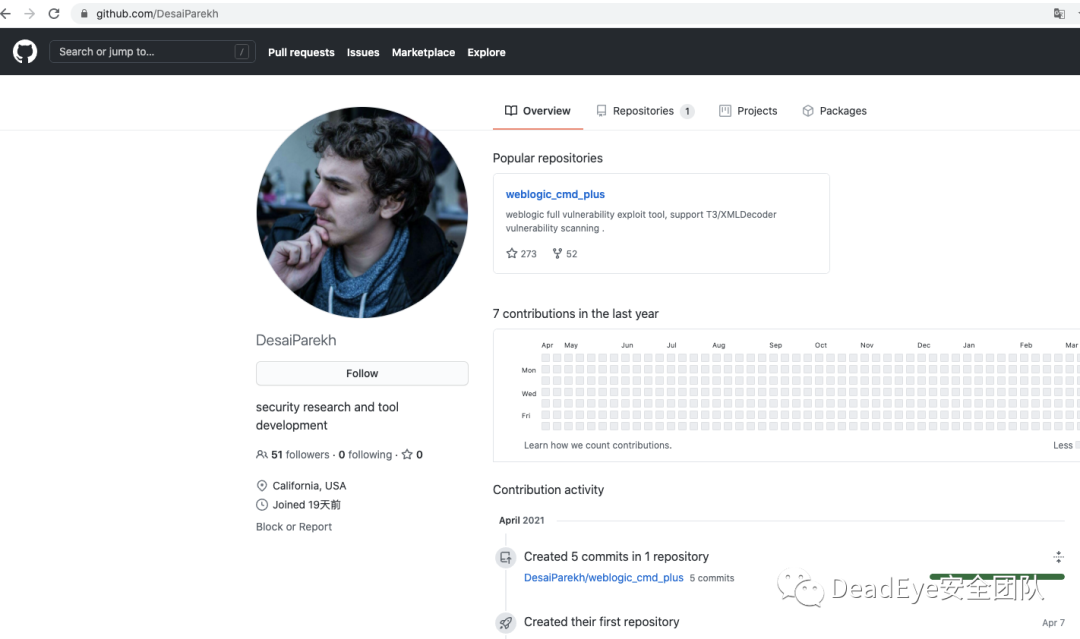 github.com/DesaiParekh
Search or jump to... /
Pull requests Issues Marketplace Explore
Overview Repositories 1 Projects Packages
Popular repositories
weblogic_cmd_plus
weblogic full vulnerability exploit tool, support T3/XMLDecoder
vulnerability scanning .
273 52
DesaiParekh
Follow
security research and tool
development
51 followers · 0 following · 0
California, USA
Joined 19天前
Block or Report
7 contributions in the last year
Apr May Jun Jul Aug Sep Oct Nov Dec Jan Feb Mar
Mon
Wed
Fri
Learn how we count contributions. Less
Contribution activity
April 2021
Created 5 commits in 1 repository
DesaiParekh/weblogic_cmd_plus 5 commits
Created their first repository Apr 7
DeadEye安全团队